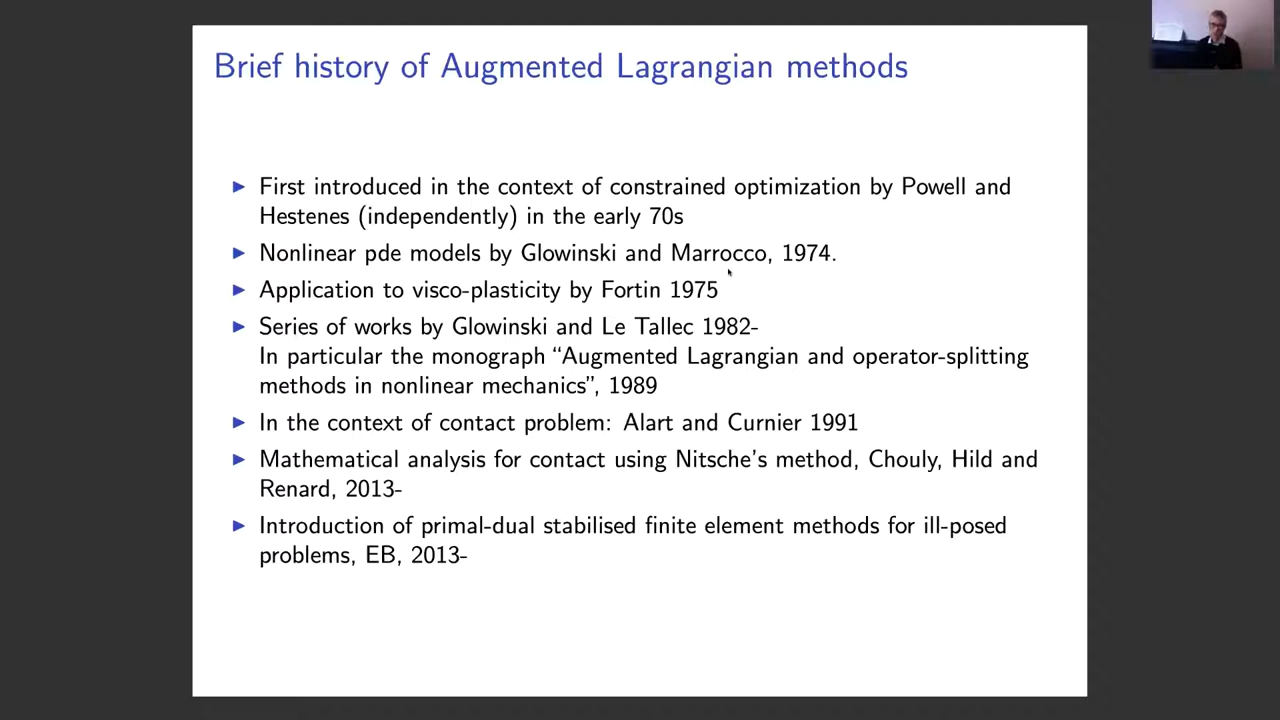 Brief history of Augmented Lagrangian methods
▶ First introduced in the context of constrained optimization by Powell and
Hestenes (independently) in the early 70s
▶ Nonlinear pde models by Glowinski and Marrocco, 1974.
▶ Application to visco-plasticity by Fortin 1975
▶ Series of works by Glowinski and Le Tallec 1982-
In particular the monograph “Augmented Lagrangian and operator-splitting
methods in nonlinear mechanics”, 1989
▶ In the context of contact problem: Alart and Curnier 1991
▶ Mathematical analysis for contact using Nitsche's method, Chouly, Hild and
Renard, 2013-
▶ Introduction of primal-dual stabilised finite element methods for ill-posed
problems, EB, 2013-